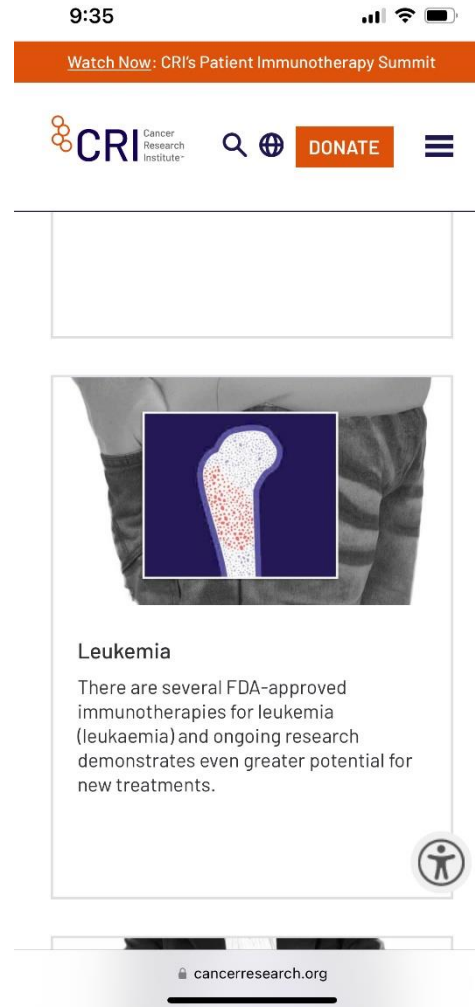 9:35
Watch Now: CRI's Patient Immunotherapy Summit
CRI Cancer
Research
Institute™
DONATE
Leukemia
There are several FDA-approved
immunotherapies for leukemia
(leukaemia) and ongoing research
demonstrates even greater potential for
new treatments.
cancerresearch.org